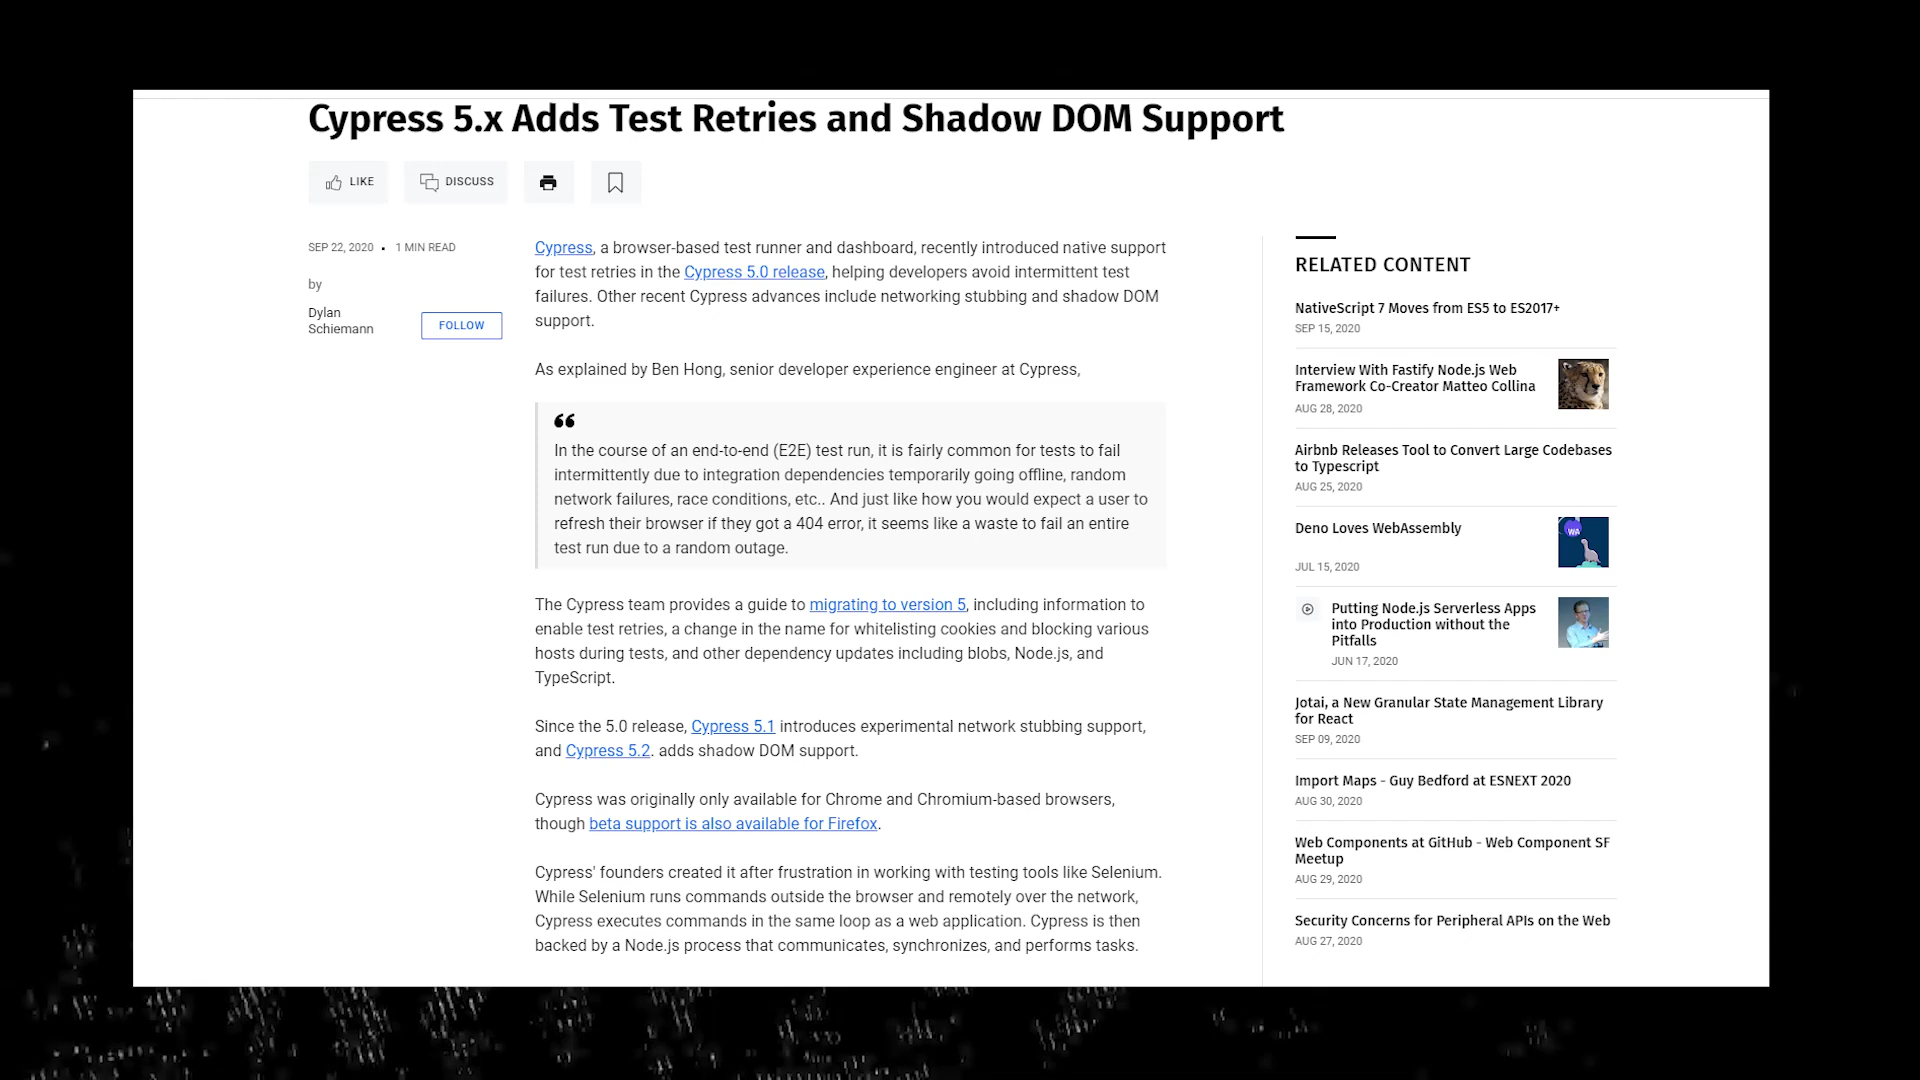 Cypress 5.x Adds Test Retries and Shadow DOM Support
LIKE
DISCUSS
SEP 22, 2020 • 1 MIN READ
by
Dylan
Schiemann
FOLLOW
Cypress, a browser-based test runner and dashboard, recently introduced native support
for test retries in the Cypress 5.0 release, helping developers avoid intermittent test
failures. Other recent Cypress advances include networking stubbing and shadow DOM
support.
As explained by Ben Hong, senior developer experience engineer at Cypress,
“
In the course of an end-to-end (E2E) test run, it is fairly common for tests to fail
intermittently due to integration dependencies temporarily going offline, random
network failures, race conditions, etc.. And just like how you would expect a user to
refresh their browser if they got a 404 error, it seems like a waste to fail an entire
test run due to a random outage.
The Cypress team provides a guide to migrating to version 5, including information to
enable test retries, a change in the name for whitelisting cookies and blocking various
hosts during tests, and other dependency updates including blobs, Node.js, and
TypeScript.
Since the 5.0 release, Cypress 5.1 introduces experimental network stubbing support,
and Cypress 5.2. adds shadow DOM support.
Cypress was originally only available for Chrome and Chromium-based browsers,
though beta support is also available for Firefox.
Cypress' founders created it after frustration in working with testing tools like Selenium.
While Selenium runs commands outside the browser and remotely over the network,
Cypress executes commands in the same loop as a web application. Cypress is then
backed by a Node.js process that communicates, synchronizes, and performs tasks.
RELATED CONTENT
NativeScript 7 Moves from ES5 to ES2017+
SEP 15, 2020
Interview With Fastify Node.js Web
Framework Co-Creator Matteo Collina
AUG 28, 2020
Airbnb Releases Tool to Convert Large Codebases
to Typescript
AUG 25, 2020
Deno Loves WebAssembly
WA
JUL 15, 2020
Putting Node.js Serverless Apps
into Production without the
Pitfalls
JUN 17, 2020
Jotai, a New Granular State Management Library
for React
SEP 09, 2020
Import Maps - Guy Bedford at ESNEXT 2020
AUG 30, 2020
Web Components at GitHub - Web Component SF
Meetup
AUG 29, 2020
Security Concerns for Peripheral APIs on the Web
AUG 27, 2020